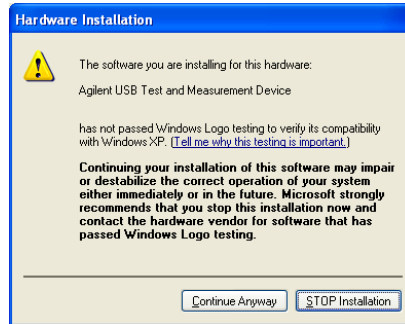 Hardware Installation
The software you are installing for this hardware:
Agilent USB Test and Measurement Device
has not passed Windows Logo testing to verify its compatibility
with Windows XP. (Tell me why this testing is important.)
Continuing your installation of this software may impair
or destabilize the correct operation of your system
either immediately or in the future. Microsoft strongly
recommends that you stop this installation now and
contact the hardware vendor for software that has
passed Windows Logo testing.
Continue Anyway STOP Installation